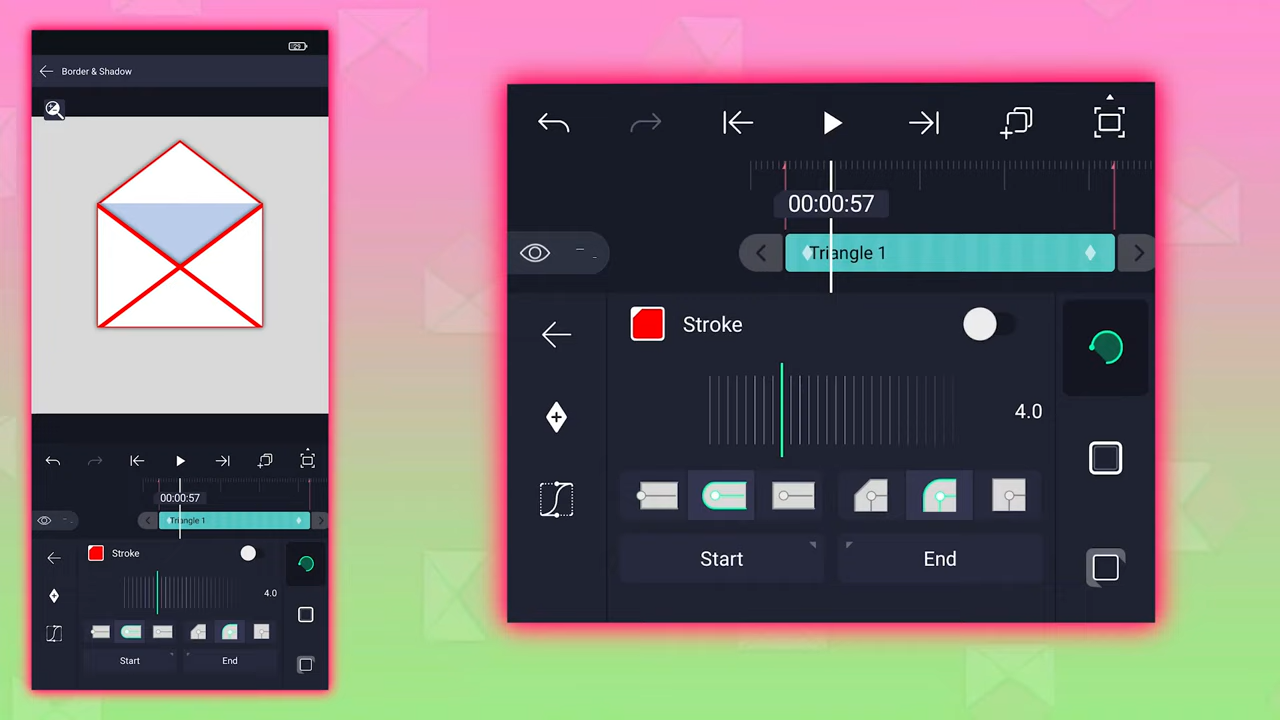 29
Border & Shadow
00:00:57
Triangle 1
Stroke
4.0
Start
End
00:00:57
Triangle 1
Stroke
4.0
Start
End